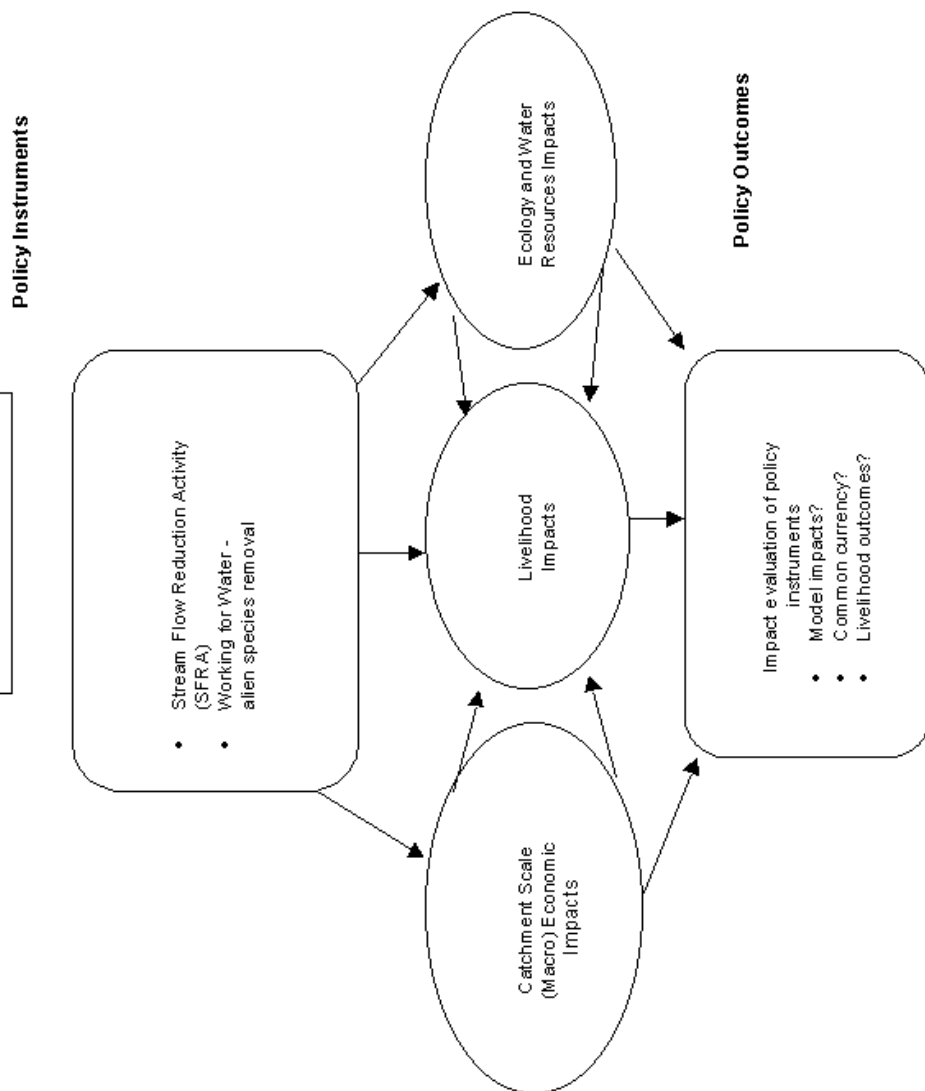 Policy Instruments
• Stream Flow Reduction Activity
(SFRA)
• Working for Water -
alien species removal
Catchment Scale
(Macro) Economic
Impacts
Livelihood
Impacts
Ecology and Water
Resources Impacts
Impact evaluation of policy
instruments
• Model impacts?
• Common currency?
• Livelihood outcomes?
Policy Outcomes